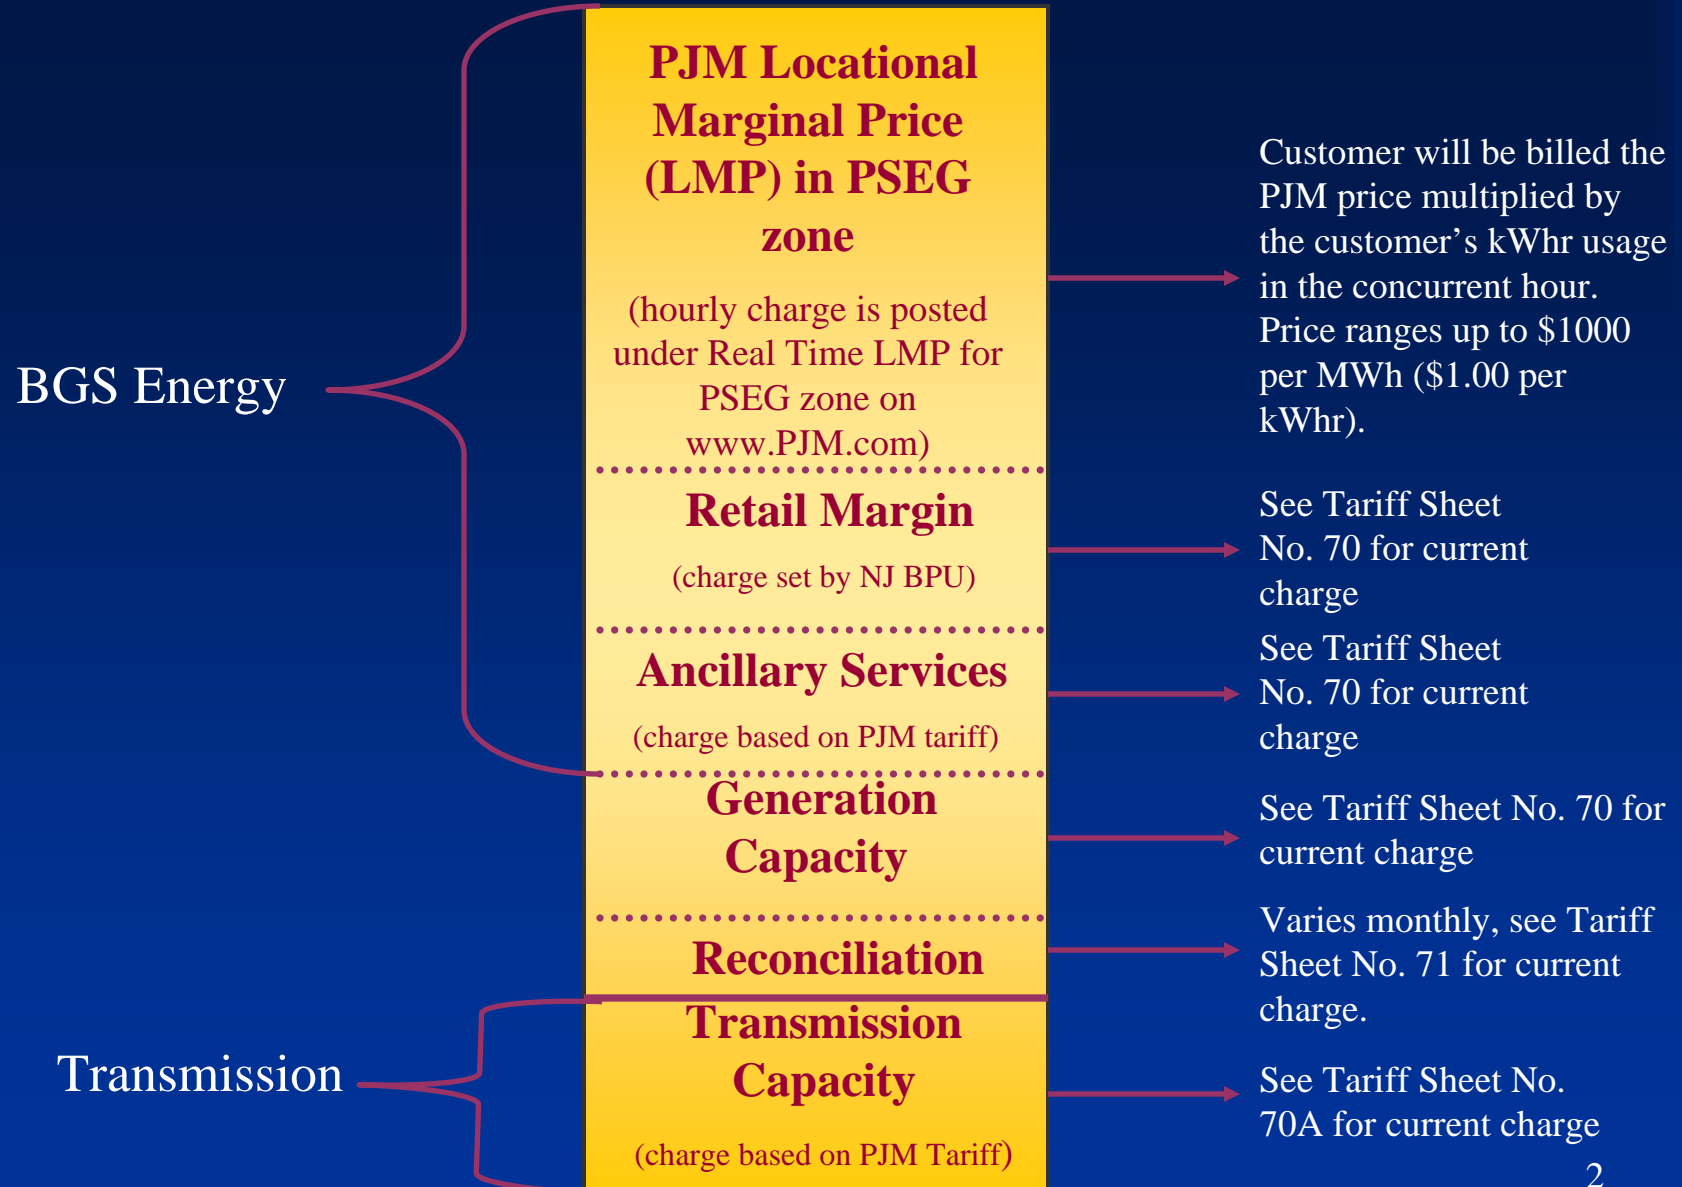 BGS Energy
PJM Locational
Marginal Price
(LMP) in PSEG
zone
(hourly charge is posted
under Real Time LMP for
PSEG zone on
www.PJM.com)
Customer will be billed the
PJM price multiplied by
the customer’s kWhr usage
in the concurrent hour.
Price ranges up to $1000
per MWh ($1.00 per
kWhr).
Retail Margin
(charge set by NJ BPU)
See Tariff Sheet
No. 70 for current
charge
Ancillary Services
(charge based on PJM tariff)
See Tariff Sheet
No. 70 for current
charge
Generation
Capacity
See Tariff Sheet No. 70 for
current charge
Reconciliation
Varies monthly, see Tariff
Sheet No. 71 for current
charge.
Transmission
Transmission
Capacity
(charge based on PJM Tariff)
See Tariff Sheet No.
70A for current charge
2